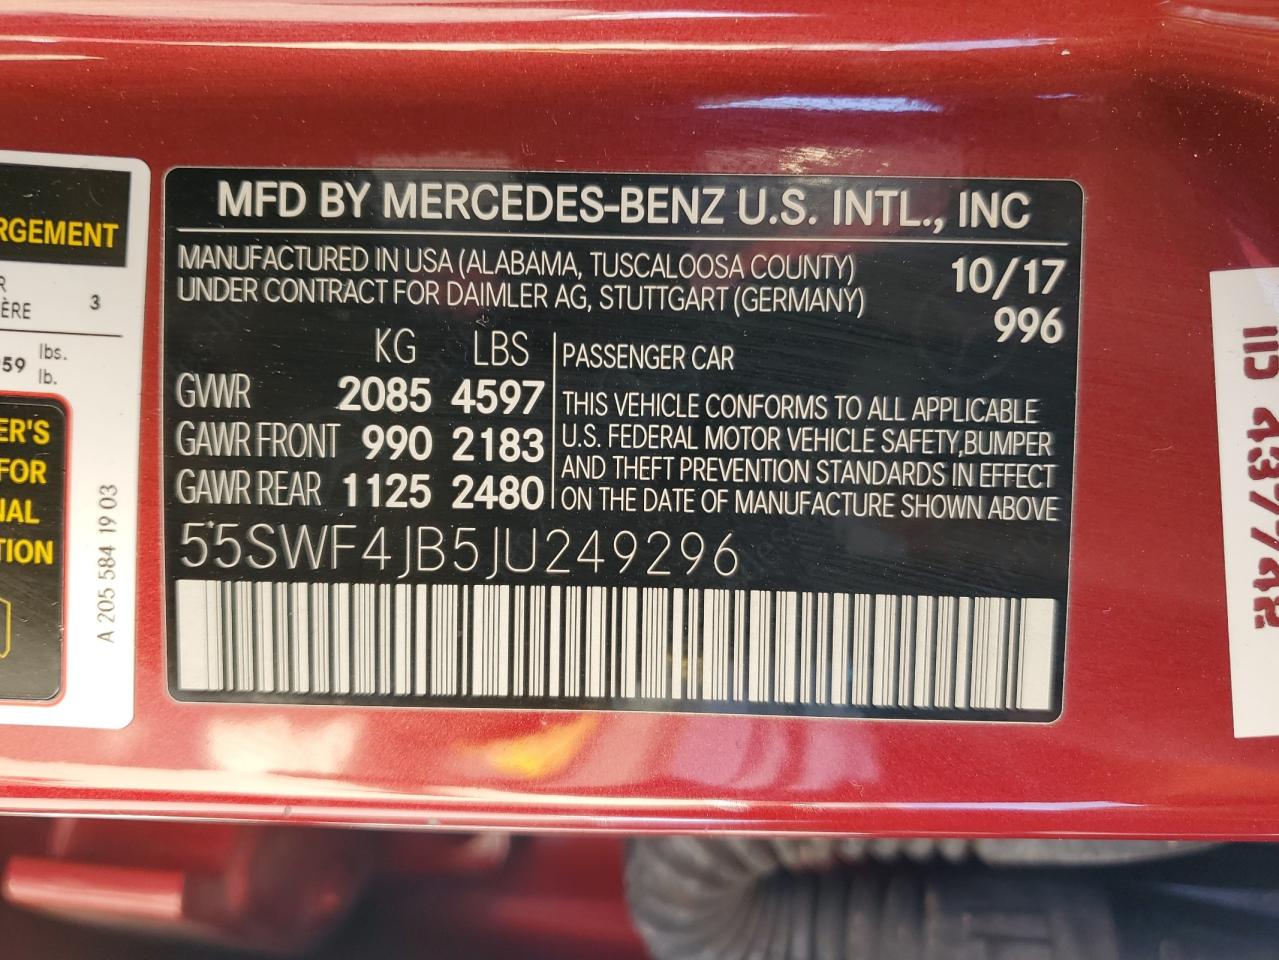 RGEMENT
R
ÈRE 3
959 lbs.
lb.
ER'S
FOR
NAL
TION
A 205 584 19 03
MFD BY MERCEDES-BENZ U.S. INTL., INC
MANUFACTURED IN USA (ALABAMA, TUSCALOOSA COUNTY) 10/17
UNDER CONTRACT FOR DAIMLER AG, STUTTGART (GERMANY) 996
KG LBS
GVWR 2085 4597
GAWR FRONT 990 2183
GAWR REAR 1125 2480
PASSENGER CAR
THIS VEHICLE CONFORMS TO ALL APPLICABLE
U.S. FEDERAL MOTOR VEHICLE SAFETY,BUMPER
AND THEFT PREVENTION STANDARDS IN EFFECT
ON THE DATE OF MANUFACTURE SHOWN ABOVE
55SWF4JB5JU249296